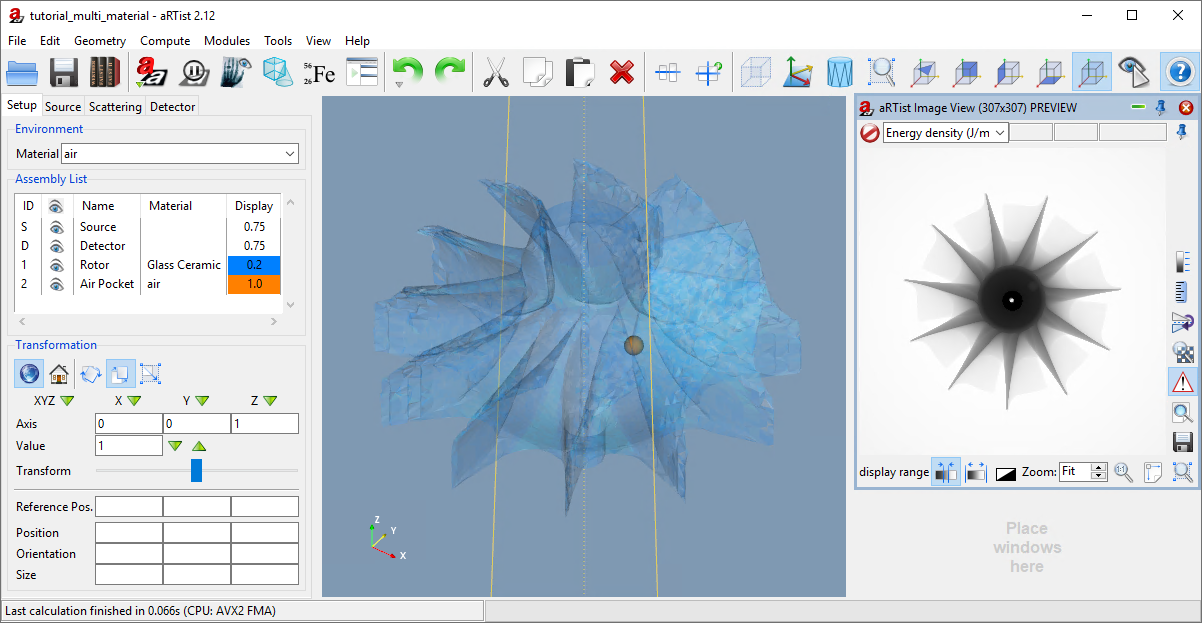 tutorial_multi_material - aRTist 2.12
File Edit Geometry Compute Modules Tools View Help
56 26 Fe
Setup Source Scattering Detector
Environment
Material air
Assembly List
ID Name Material Display
S Source 0.75
D Detector 0.75
1 Rotor Glass Ceramic 0.2
2 Air Pocket air 1.0
Transformation
XYZ X Y Z
Axis 0 0 1
Value 1
Transform
Reference Pos.
Position
Orientation
Size
Z
Y
X
aRTist Image View (307x307) PREVIEW
Energy density (J/m
display range Zoom: Fit 1:1
Place
windows
here
Last calculation finished in 0.066s (CPU: AVX2 FMA)